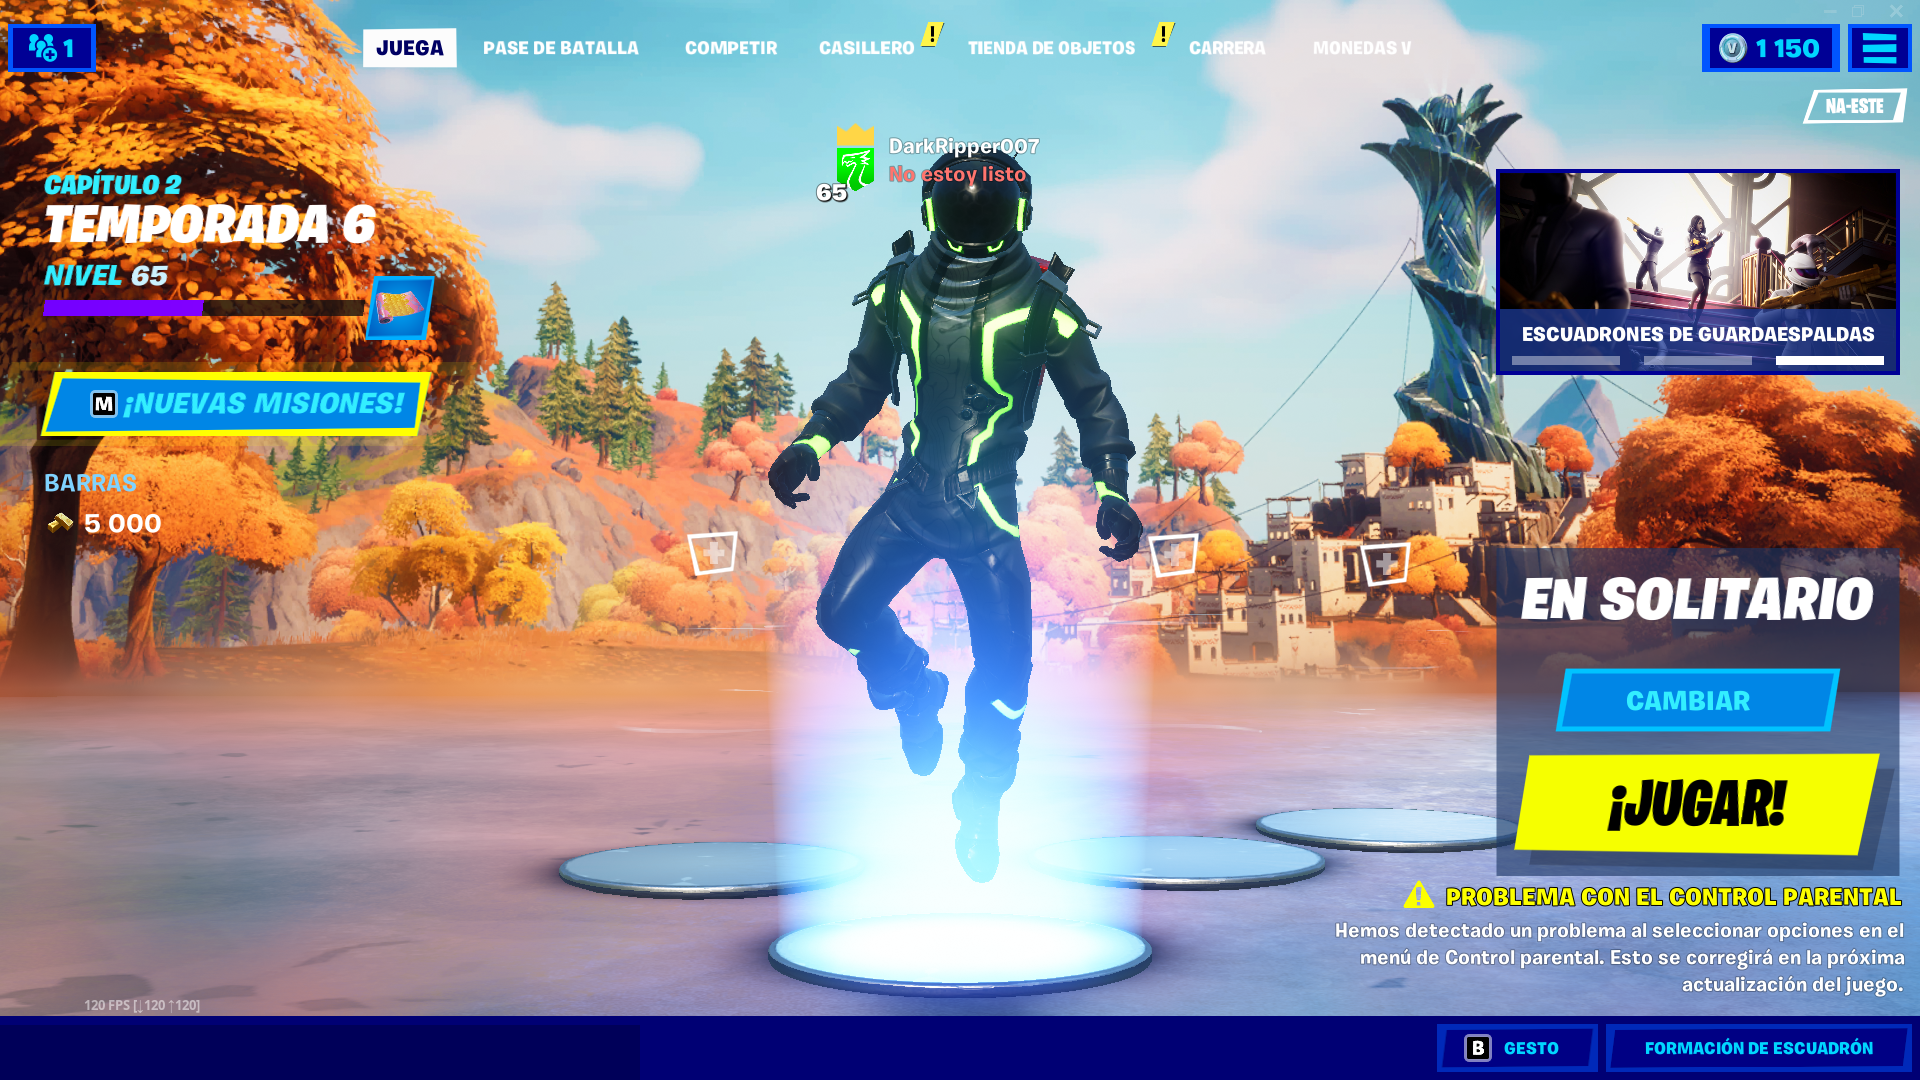 1
JUEGA
PASE DE BATALLA
COMPETIR
CASILLERO
!
TIENDA DE OBJETOS
!
CARRERA
MONEDAS V
1 150
NA-ESTE
DarkRipper007
No estoy listo
65
CAPÍTULO 2
TEMPORADA 6
NIVEL 65
M ¡NUEVAS MISIONES!
BARRAS
5 000
ESCUADRONES DE GUARDAESPALDAS
EN SOLITARIO
CAMBIAR
¡JUGAR!
PROBLEMA CON EL CONTROL PARENTAL
Hemos detectado un problema al seleccionar opciones en el
menú de Control parental. Esto se corregirá en la próxima
actualización del juego.
120 FPS [↓120 ↑120]
B GESTO
FORMACIÓN DE ESCUADRÓN